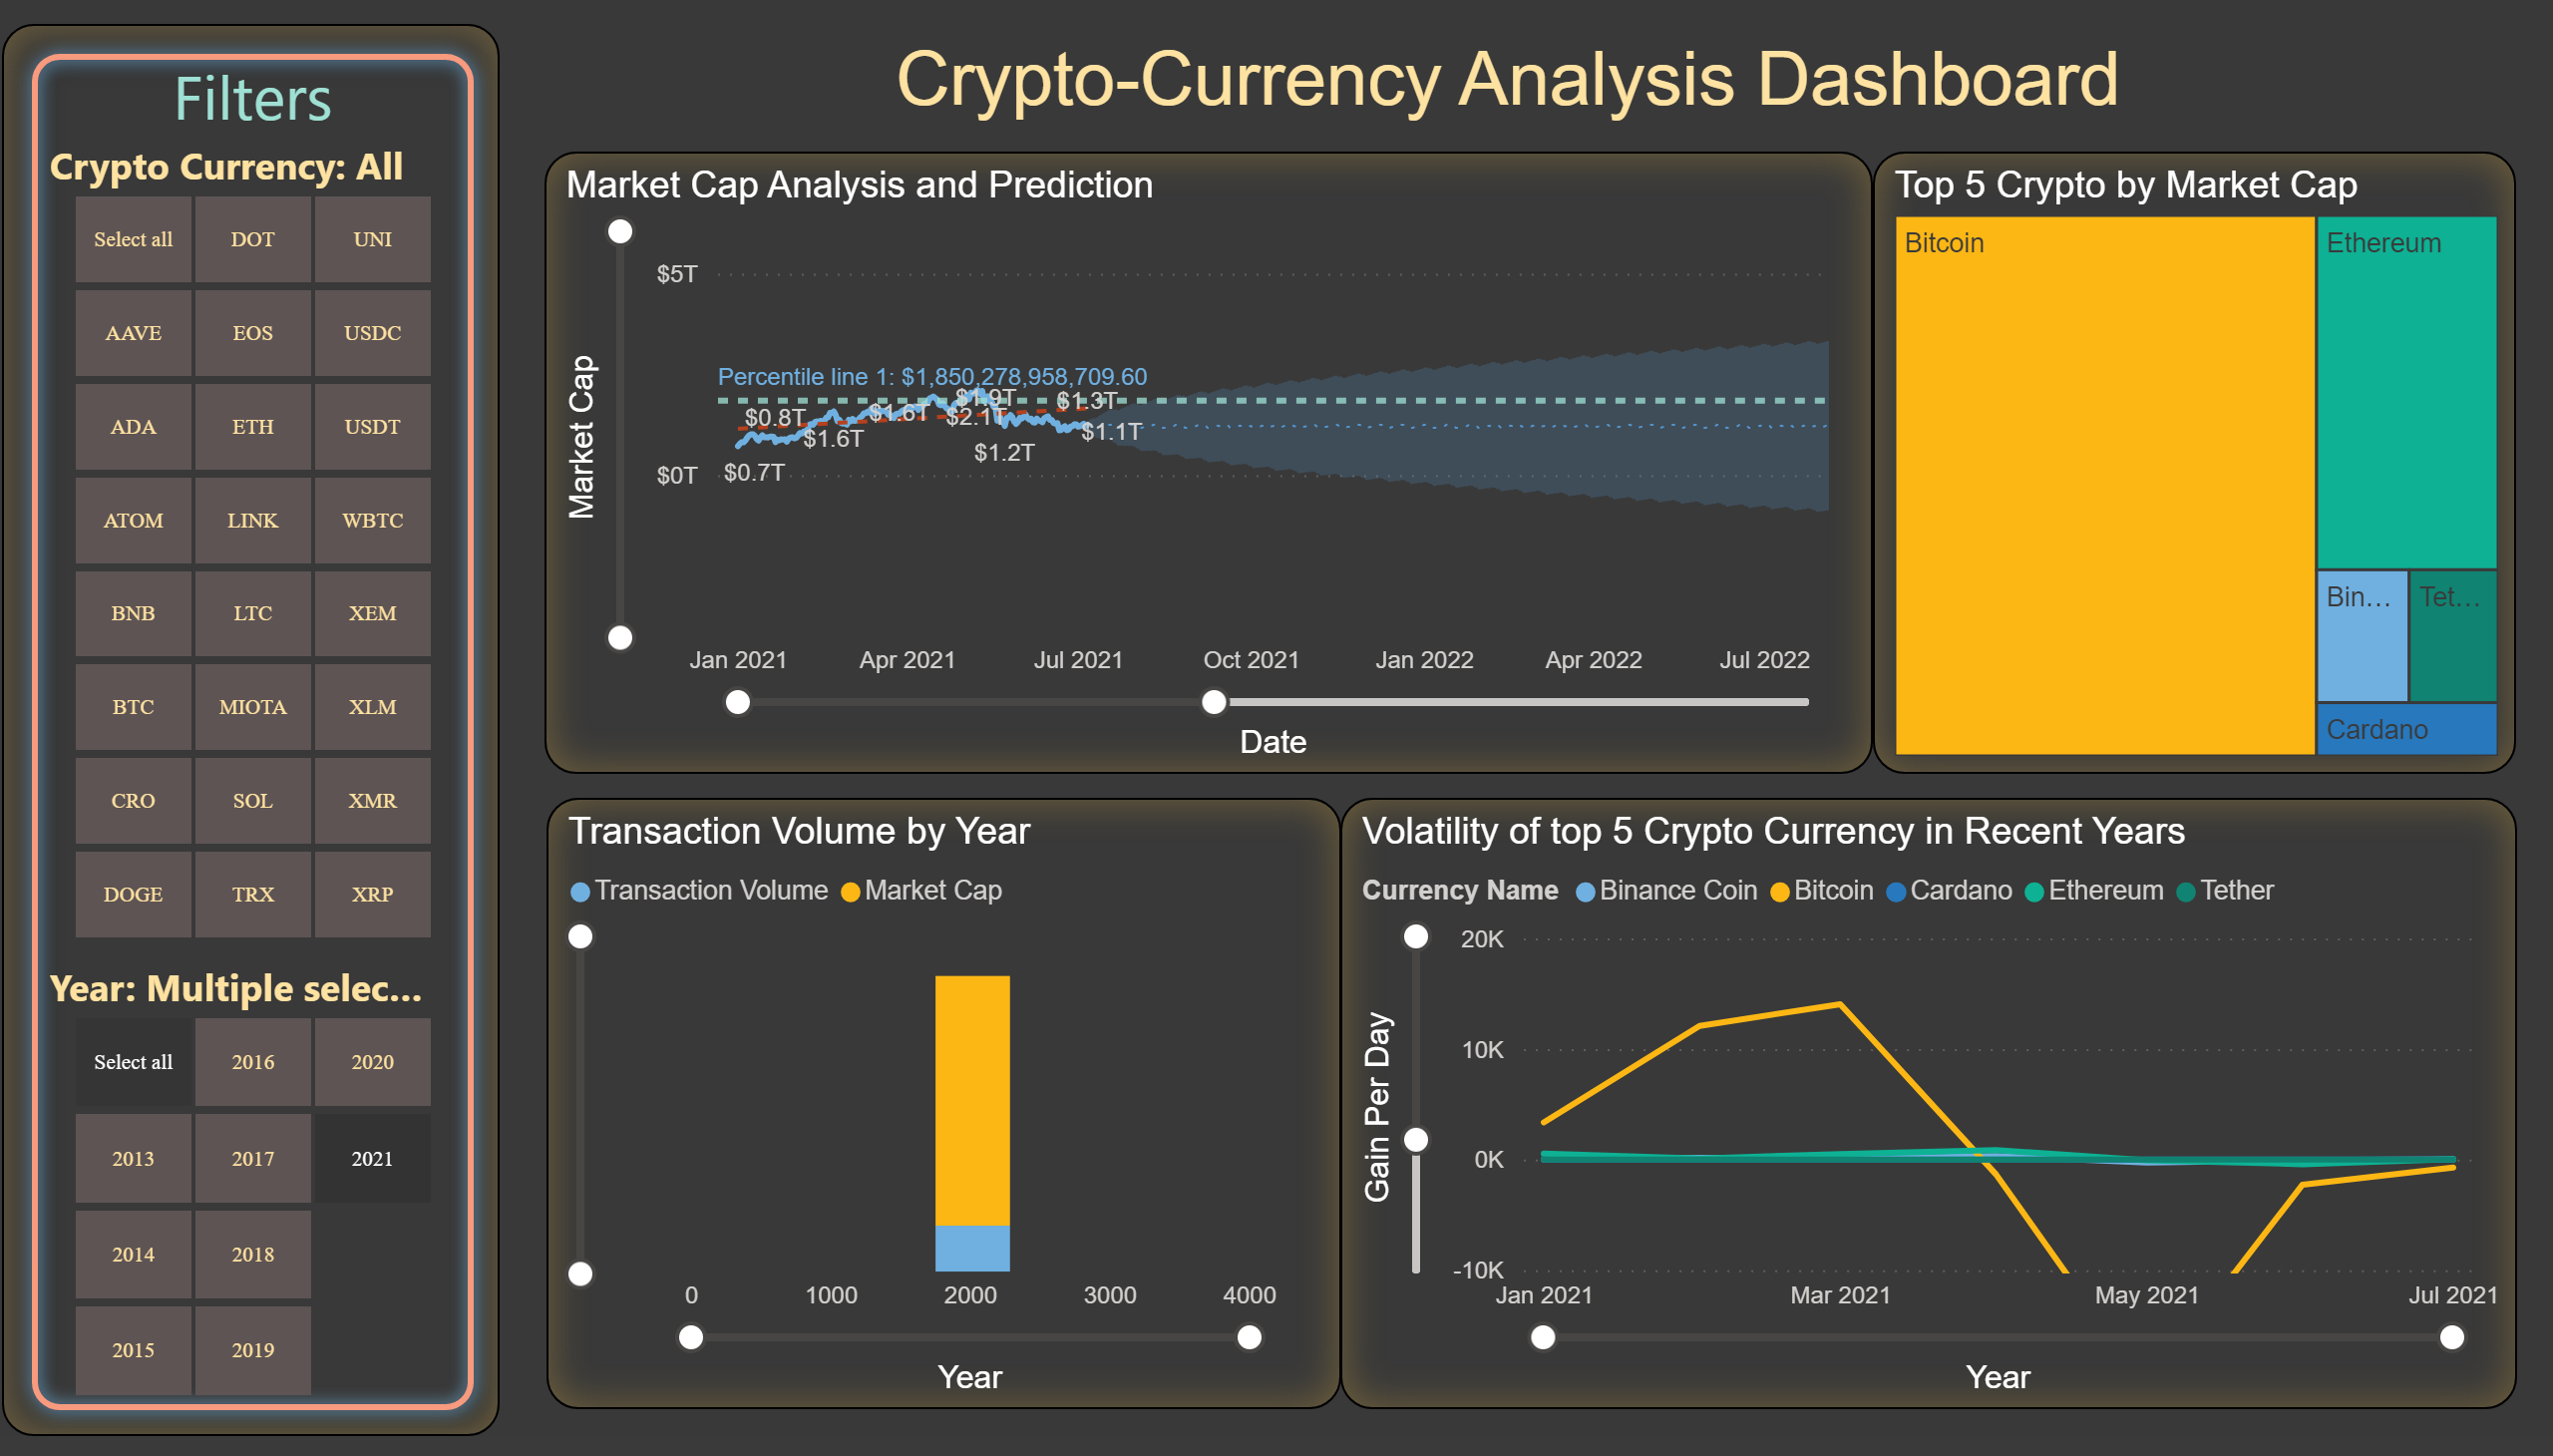 Filters
Crypto Currency: All
Select all DOT UNI
AAVE EOS USDC
ADA ETH USDT
ATOM LINK WBTC
BNB LTC XEM
BTC MIOTA XLM
CRO SOL XMR
DOGE TRX XRP
Year: Multiple selec...
Select all 2016 2020
2013 2017 2021
2014 2018
2015 2019
Crypto-Currency Analysis Dashboard
Market Cap Analysis and Prediction
Market Cap
$5T
$0T
Percentile line 1: $1,850,278,958,709.60
$0.7T
$0.8T
$1.6T
$1.6T
$1.9T
$2.1T
$1.2T
$1.3T
$1.1T
Jan 2021 Apr 2021 Jul 2021 Oct 2021 Jan 2022 Apr 2022 Jul 2022
Date
Top 5 Crypto by Market Cap
Bitcoin
Ethereum
Bin...
Tet...
Cardano
Transaction Volume by Year
Transaction Volume Market Cap
0 1000 2000 3000 4000
Year
Volatility of top 5 Crypto Currency in Recent Years
Currency Name Binance Coin Bitcoin Cardano Ethereum Tether
Gain Per Day
20K
10K
0K
-10K
Jan 2021 Mar 2021 May 2021 Jul 2021
Year